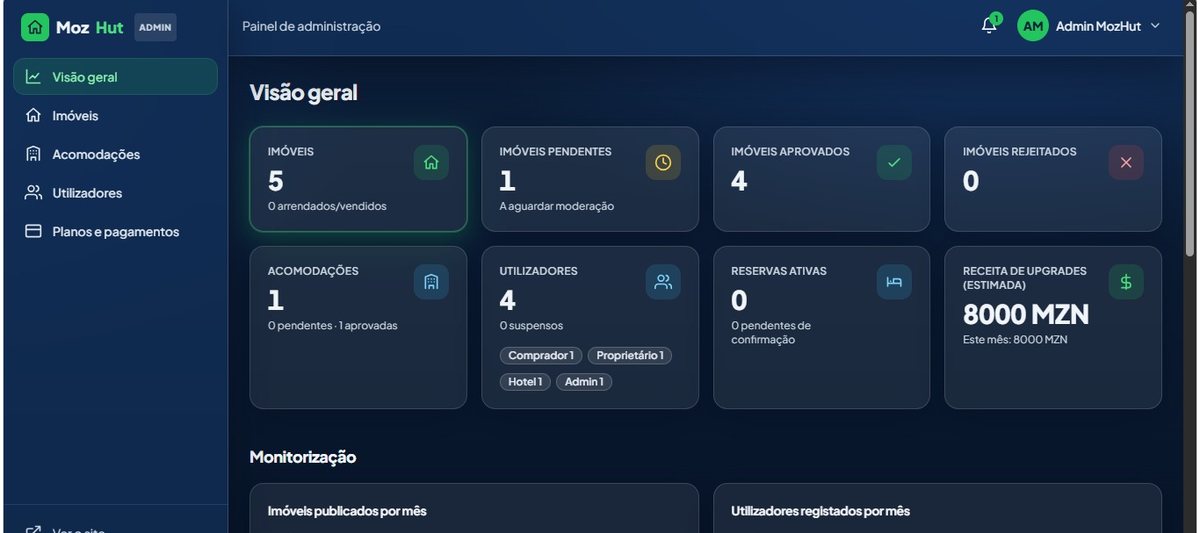 Moz Hut ADMIN
Painel de administração
1
AM Admin MozHut
Visão geral
Imóveis
Acomodações
Utilizadores
Planos e pagamentos
Visão geral
IMÓVEIS
5
0 arrendados/vendidos
IMÓVEIS PENDENTES
1
A aguardar moderação
IMÓVEIS APROVADOS
4
IMÓVEIS REJEITADOS
0
ACOMODAÇÕES
1
0 pendentes · 1 aprovadas
UTILIZADORES
4
0 suspensos
Comprador 1 Proprietário 1
Hotel 1 Admin 1
RESERVAS ATIVAS
0
0 pendentes de
confirmação
RECEITA DE UPGRADES
(ESTIMADA)
8000 MZN
Este mês: 8000 MZN
Monitorização
Imóveis publicados por mês
Utilizadores registados por mês
Ver o site